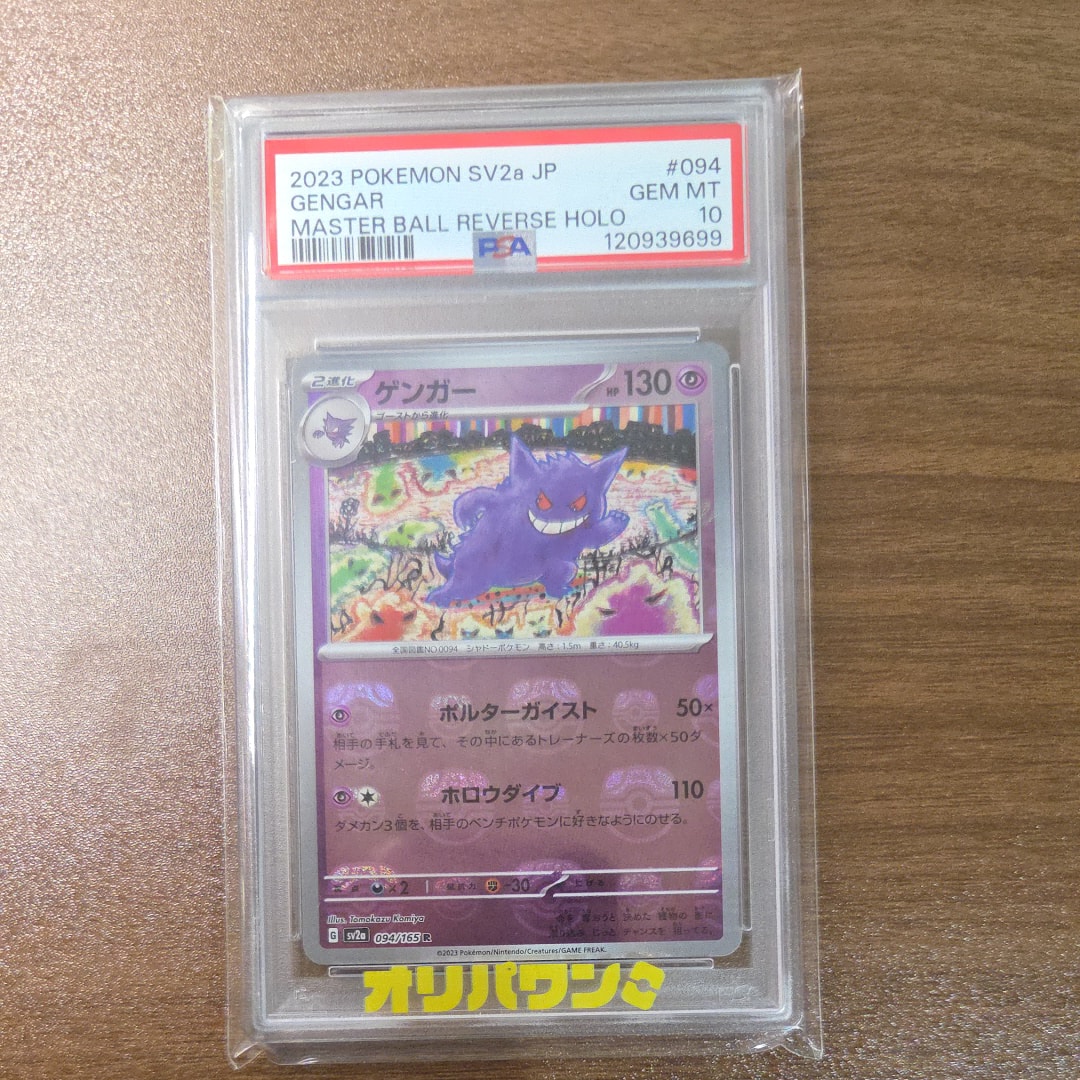 2023 POKEMON SV2a JP #094
GENGAR GEM MT
MASTER BALL REVERSE HOLO 10
120939699
PSA
2進化 ゲンガー HP 130
ゴーストから進化
全国図鑑NO.0094 シャドーポケモン 高さ：1.5m 重さ：40.5kg
ポルターガイスト 50×
相手の手札を見て、その中にあるトレーナーズの枚数×50ダ
メージ。
ホロウダイブ 110
ダメカン3個を、相手のベンチポケモンに好きなようにのせる。
×2 抵抗力 -30 にげる
Illus. Tomokazu Komiya
G sv2a 094/165 R
©2023 Pokémon/Nintendo/Creatures/GAME FREAK.
オリパワン